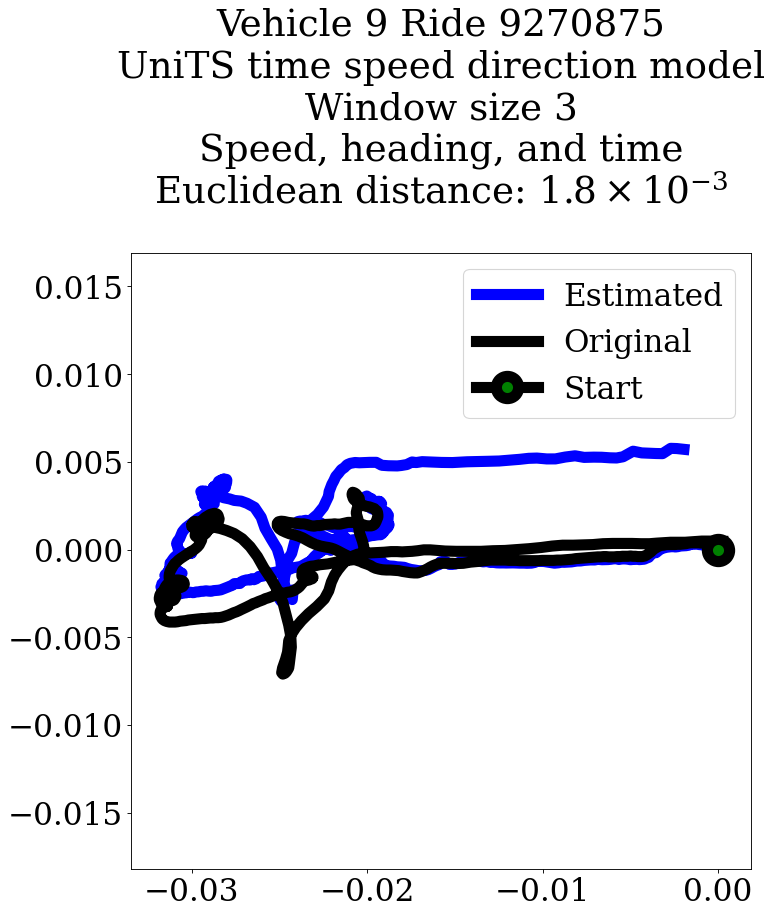 Vehicle 9 Ride 9270875
UniTS time speed direction model
Window size 3
Speed, heading, and time
Euclidean distance: 1.8 × 10⁻³
Estimated
Original
Start
0.015
0.010
0.005
0.000
−0.005
−0.010
−0.015
−0.03
−0.02
−0.01
0.00